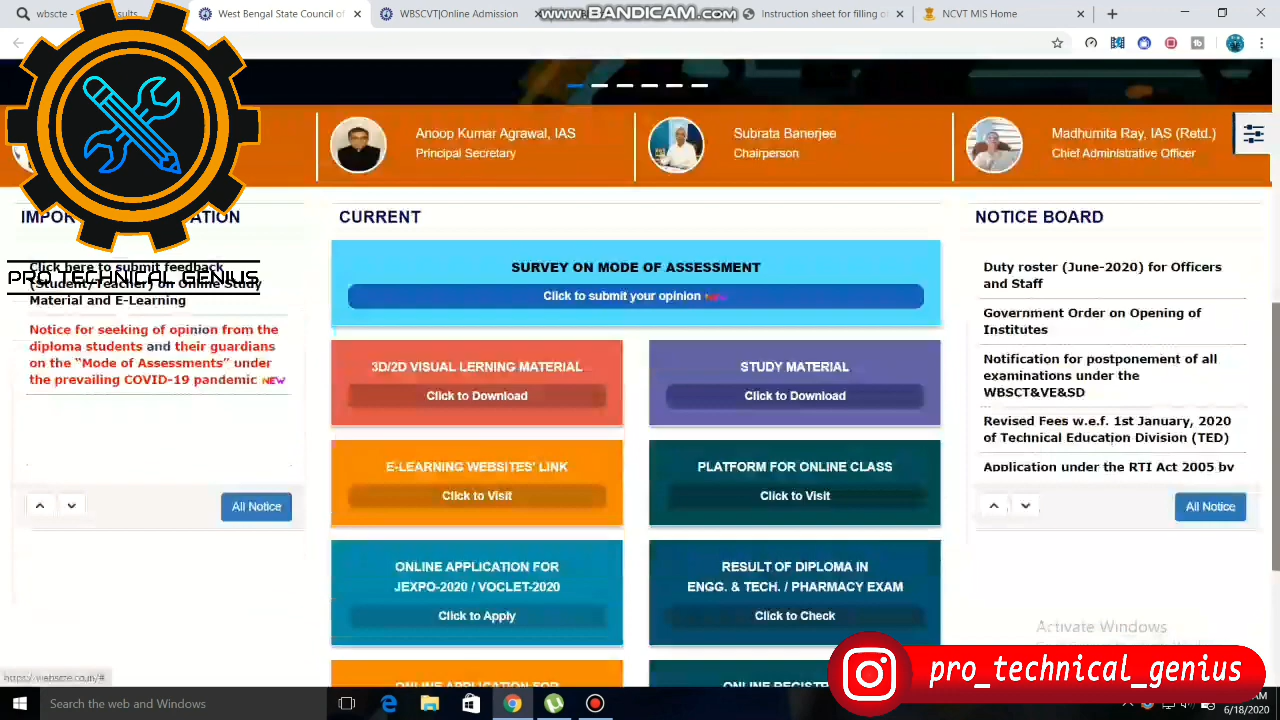 wbscte
West Bengal State Council of
WBSCVT|Online Admission
www.BANDICAM.com
Instruction sheet for filling
NCVT MIS Home
Anoop Kumar Agrawal, IAS
Principal Secretary
Subrata Banerjee
Chairperson
Madhumita Ray, IAS (Retd.)
Chief Administrative Officer
CURRENT
NOTICE BOARD
Click here to submit feedback
(Student/Teacher) on Online Study
Material and E-Learning
PRO TECHNICAL GENIUS
Notice for seeking of opinion from the
diploma students and their guardians
on the “Mode of Assessments” under
the prevailing COVID-19 pandemic NEW
All Notice
SURVEY ON MODE OF ASSESSMENT
Click to submit your opinion NEW
3D/2D VISUAL LERNING MATERIAL
Click to Download
STUDY MATERIAL
Click to Download
E-LEARNING WEBSITES' LINK
Click to Visit
PLATFORM FOR ONLINE CLASS
Click to Visit
ONLINE APPLICATION FOR
JEXPO-2020 / VOCLET-2020
Click to Apply
RESULT OF DIPLOMA IN
ENGG. & TECH. / PHARMACY EXAM
Click to Check
ONLINE APPLICATION FOR
Duty roster (June-2020) for Officers
and Staff
Government Order on Opening of
Institutes
Notification for postponement of all
examinations under the
WBSCT&VE&SD
Revised Fees w.e.f. 1st January, 2020
of Technical Education Division (TED)
Application under the RTI Act 2005 by
All Notice
Activate Windows
pro_technical_genius
Search the web and Windows
6/18/2020